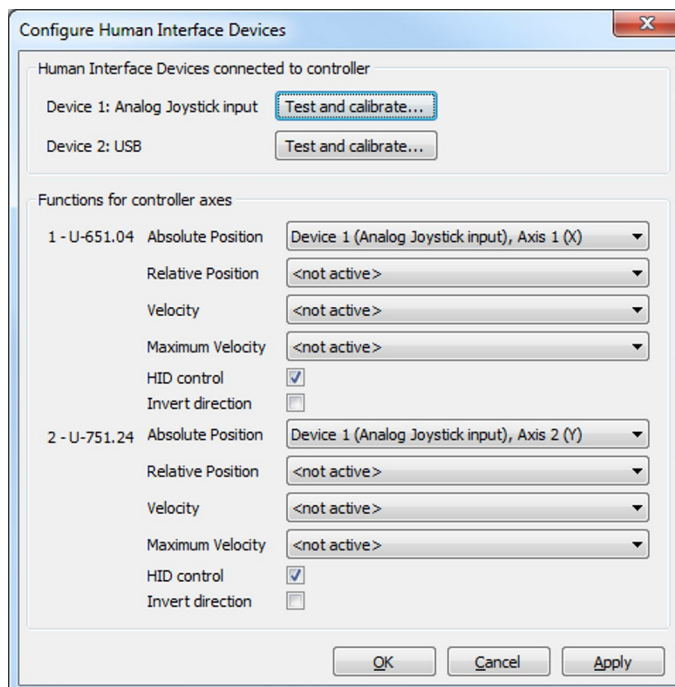 Configure Human Interface Devices
Human Interface Devices connected to controller
Device 1: Analog Joystick input Test and calibrate...
Device 2: USB Test and calibrate...
Functions for controller axes
1 - U-651.04 Absolute Position Device 1 (Analog Joystick input), Axis 1 (X)
Relative Position <not active>
Velocity <not active>
Maximum Velocity <not active>
HID control
Invert direction
2 - U-751.24 Absolute Position Device 1 (Analog Joystick input), Axis 2 (Y)
Relative Position <not active>
Velocity <not active>
Maximum Velocity <not active>
HID control
Invert direction
OK Cancel Apply